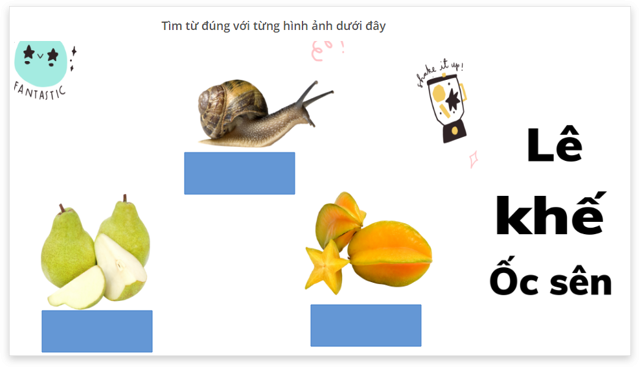 Tìm từ đúng với từng hình ảnh dưới đây
FANTASTIC
shake it up!
Lê
khế
Ốc sên